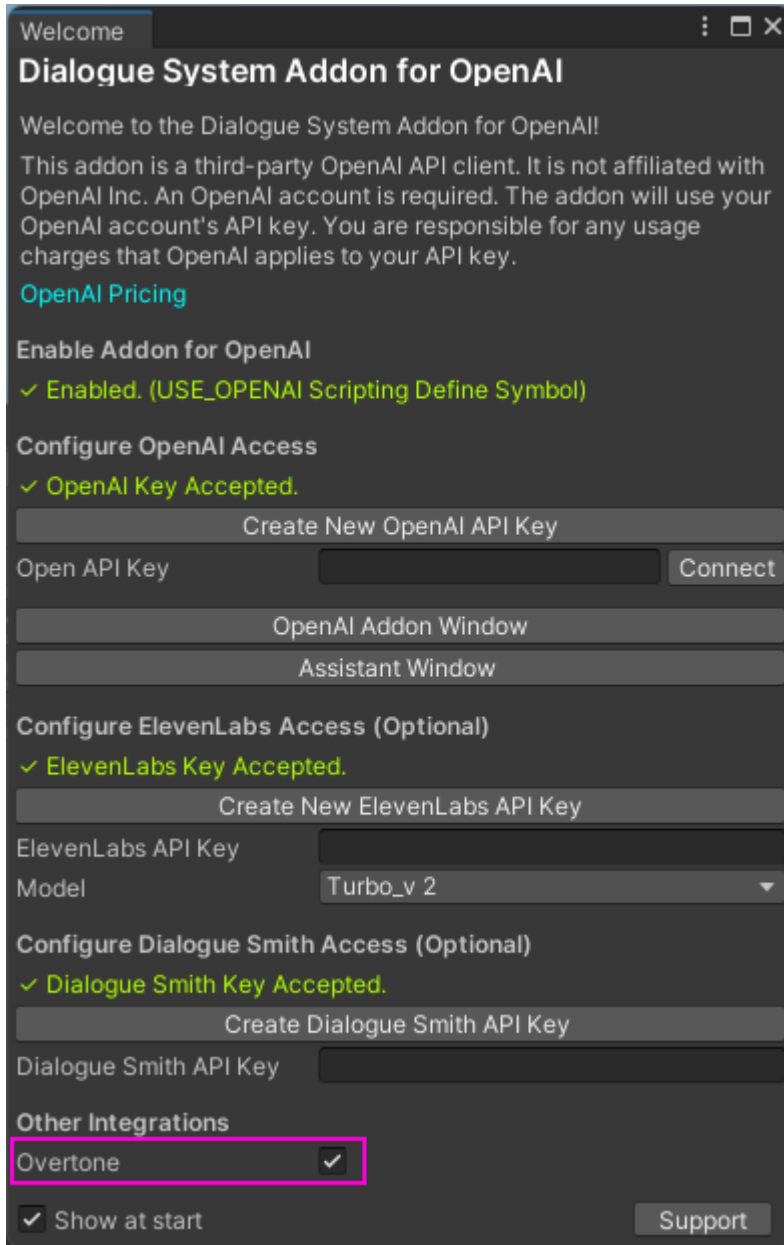 Welcome
Dialogue System Addon for OpenAI
Welcome to the Dialogue System Addon for OpenAI!
This addon is a third-party OpenAI API client. It is not affiliated with
OpenAI Inc. An OpenAI account is required. The addon will use your
OpenAI account's API key. You are responsible for any usage
charges that OpenAI applies to your API key.
OpenAI Pricing
Enable Addon for OpenAI
✓ Enabled. (USE_OPENAI Scripting Define Symbol)
Configure OpenAI Access
✓ OpenAI Key Accepted.
Create New OpenAI API Key
Open API Key Connect
OpenAI Addon Window
Assistant Window
Configure ElevenLabs Access (Optional)
✓ ElevenLabs Key Accepted.
Create New ElevenLabs API Key
ElevenLabs API Key
Model Turbo_v 2
Configure Dialogue Smith Access (Optional)
✓ Dialogue Smith Key Accepted.
Create Dialogue Smith API Key
Dialogue Smith API Key
Other Integrations
Overtone
Show at start Support